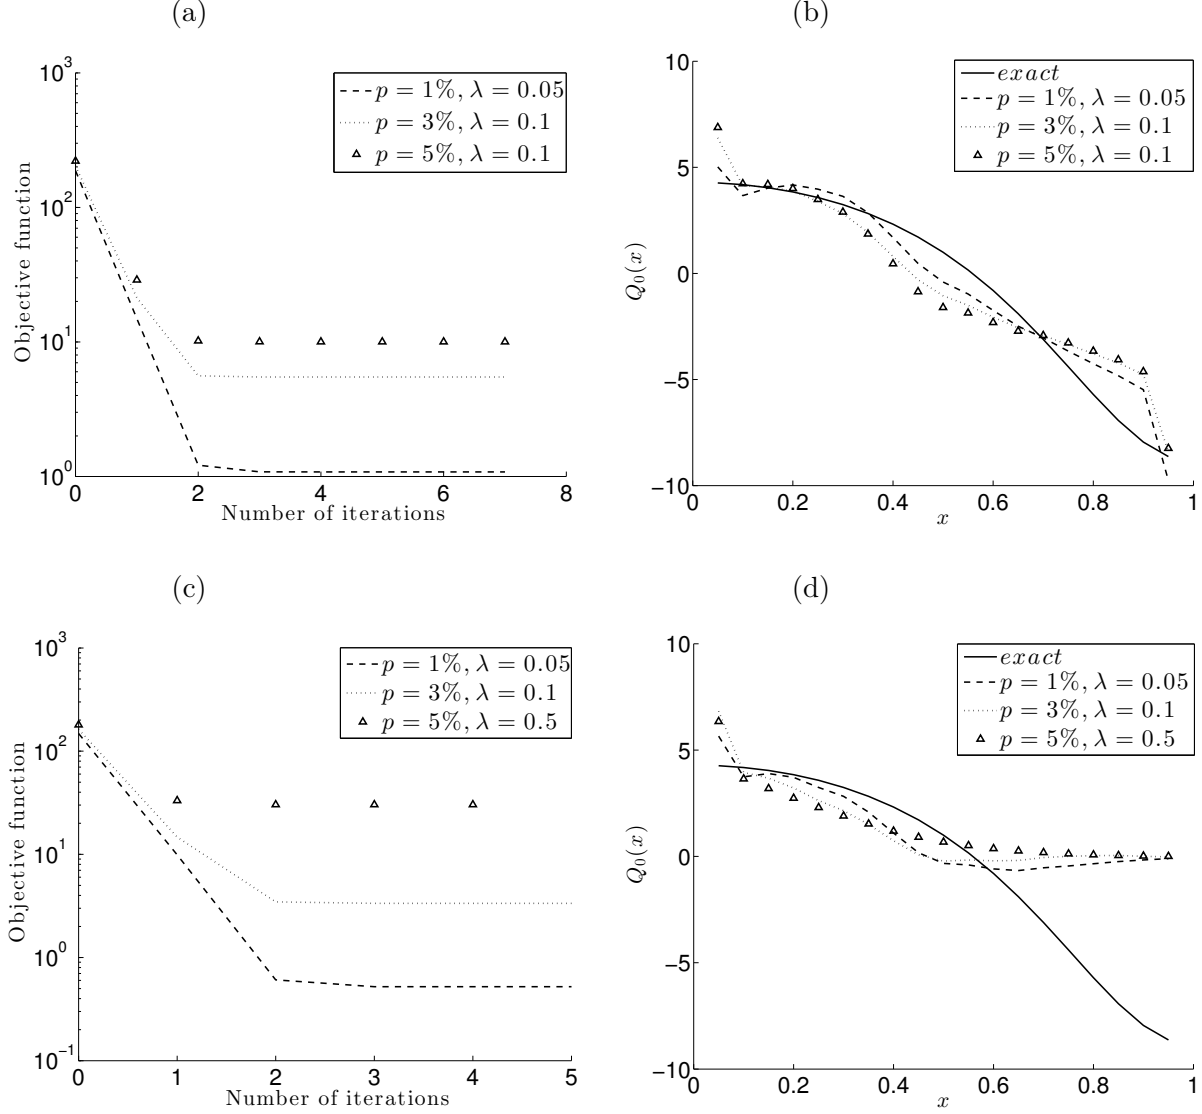 (a)
10^3
10^2
10^1
10^0
0
2
4
6
8
Objective function
Number of iterations
p = 1%, λ = 0.05
p = 3%, λ = 0.1
p = 5%, λ = 0.1
(b)
10
5
0
−5
−10
0
0.2
0.4
0.6
0.8
1
Q_0(x)
x
exact
p = 1%, λ = 0.05
p = 3%, λ = 0.1
p = 5%, λ = 0.1
(c)
10^3
10^2
10^1
10^0
10^−1
0
1
2
3
4
5
Objective function
Number of iterations
p = 1%, λ = 0.05
p = 3%, λ = 0.1
p = 5%, λ = 0.5
(d)
10
5
0
−5
−10
0
0.2
0.4
0.6
0.8
1
Q_0(x)
x
exact
p = 1%, λ = 0.05
p = 3%, λ = 0.1
p = 5%, λ = 0.5